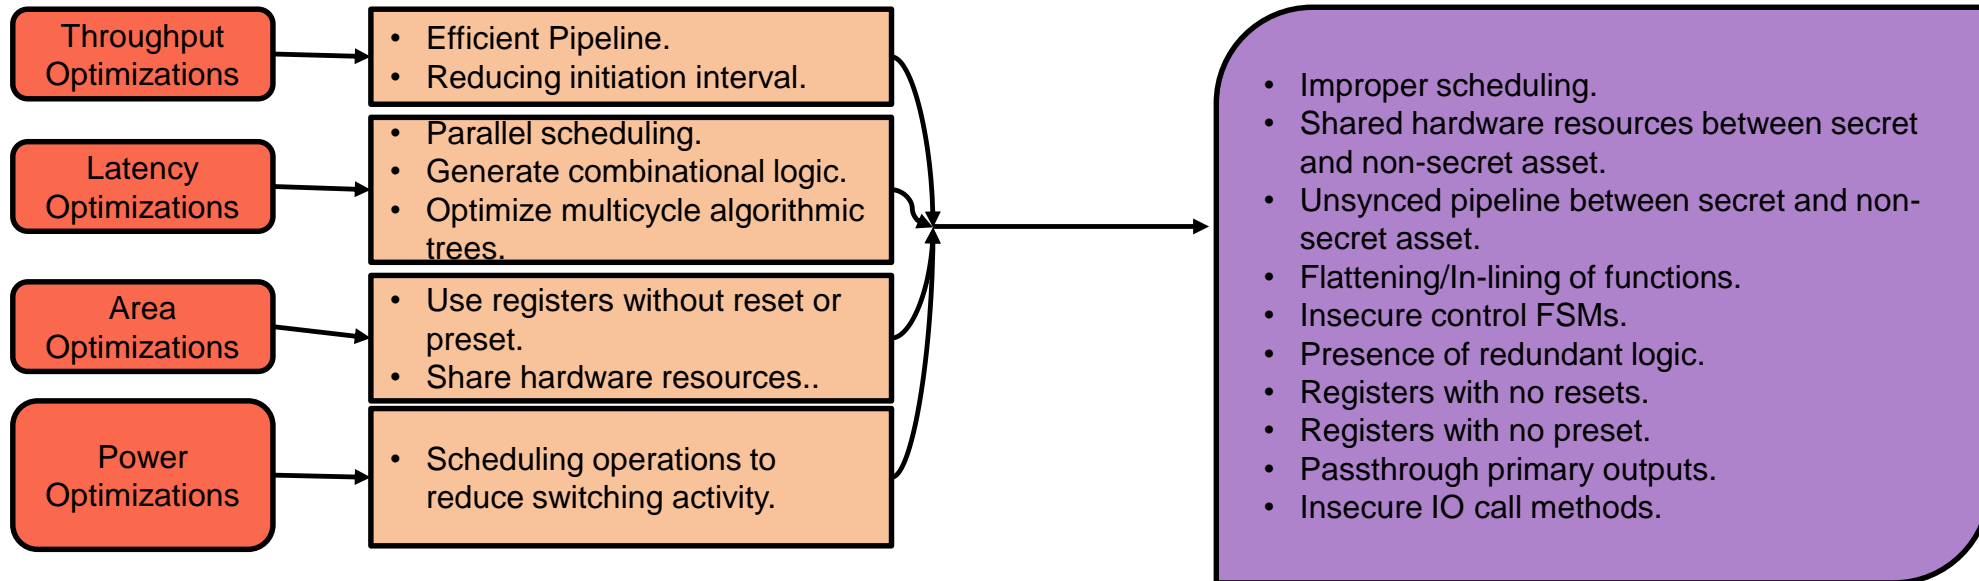 Throughput
Optimizations
• Efficient Pipeline.
• Reducing initiation interval.
Latency
Optimizations
• Parallel scheduling.
• Generate combinational logic.
• Optimize multicycle algorithmic
trees.
Area
Optimizations
• Use registers without reset or
preset.
• Share hardware resources..
Power
Optimizations
• Scheduling operations to
reduce switching activity.
• Improper scheduling.
• Shared hardware resources between secret
and non-secret asset.
• Unsynced pipeline between secret and non-
secret asset.
• Flattening/In-lining of functions.
• Insecure control FSMs.
• Presence of redundant logic.
• Registers with no resets.
• Registers with no preset.
• Passthrough primary outputs.
• Insecure IO call methods.